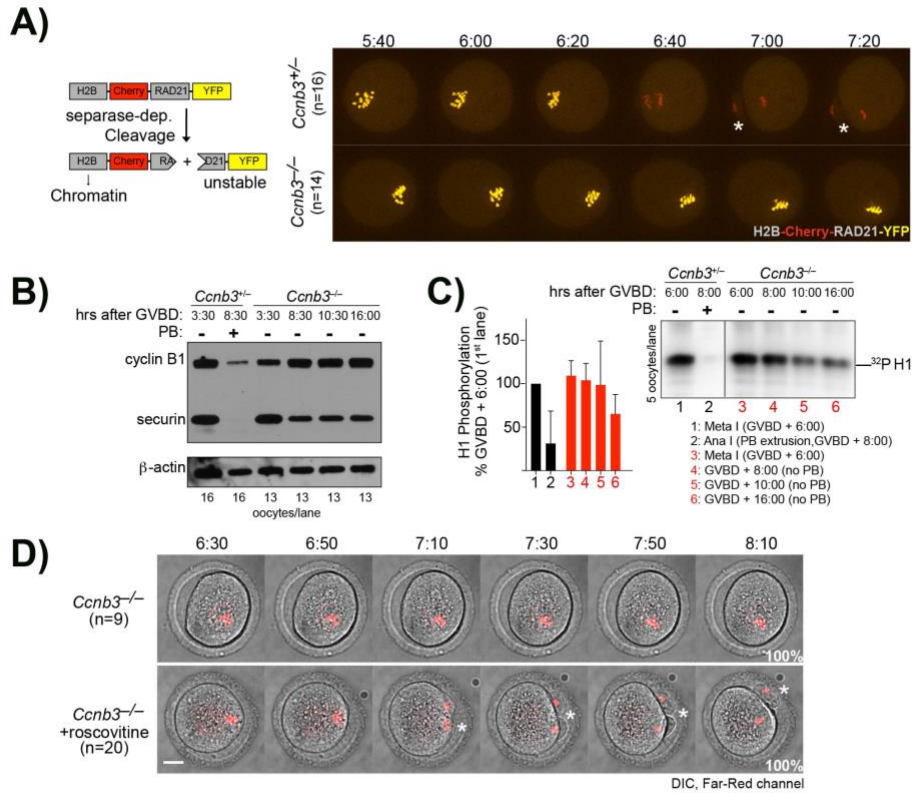 A)
H2B Cherry RAD21 YFP
separase-dep.
Cleavage
H2B Cherry RA + D21 YFP
Chromatin
unstable
5:40 6:00 6:20 6:40 7:00 7:20
Ccnb3+/–
(n=16)
*
*
Ccnb3–/–
(n=14)
H2B-Cherry-RAD21-YFP
B)
Ccnb3+/– Ccnb3–/–
hrs after GVBD: 3:30 8:30 3:30 8:30 10:30 16:00
PB: - + - - - -
cyclin B1
securin
β-actin
16 16 13 13 13 13
oocytes/lane
C)
H1 Phosphorylation
% GVBD + 6:00 (1st lane)
150
100
50
1 2 3 4 5 6
Ccnb3+/– Ccnb3–/–
hrs after GVBD: 6:00 8:00 6:00 8:00 10:00 16:00
PB: - + - - - -
5 oocytes/lane
32P H1
1 2 3 4 5 6
1: Meta I (GVBD + 6:00)
2: Ana I (PB extrusion,GVBD + 8:00)
3: Meta I (GVBD + 6:00)
4: GVBD + 8:00 (no PB)
5: GVBD + 10:00 (no PB)
6: GVBD + 16:00 (no PB)
D)
6:30 6:50 7:10 7:30 7:50 8:10
Ccnb3–/–
(n=9)
100%
Ccnb3–/–
+roscovitine
(n=20)
* * * *
100%
DIC, Far-Red channel